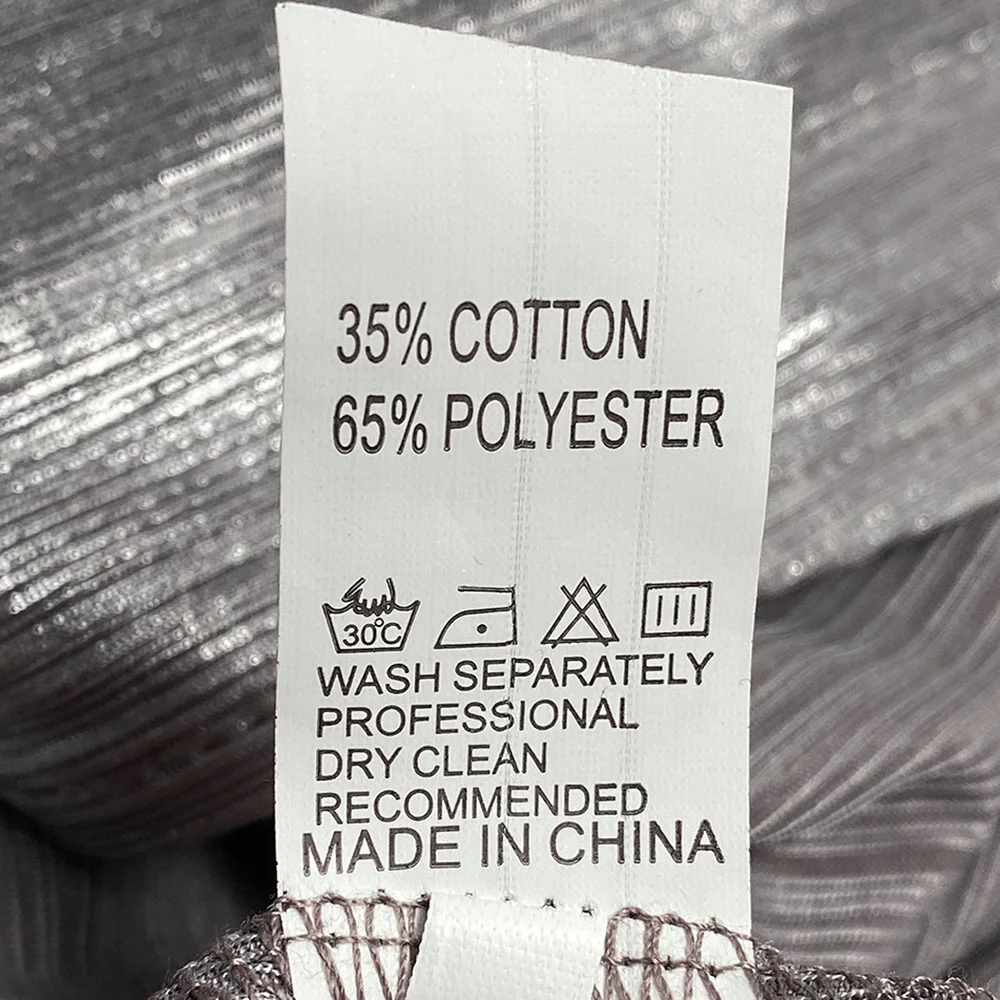 35% COTTON
65% POLYESTER
30°C
WASH SEPARATELY
PROFESSIONAL
DRY CLEAN
RECOMMENDED
MADE IN CHINA